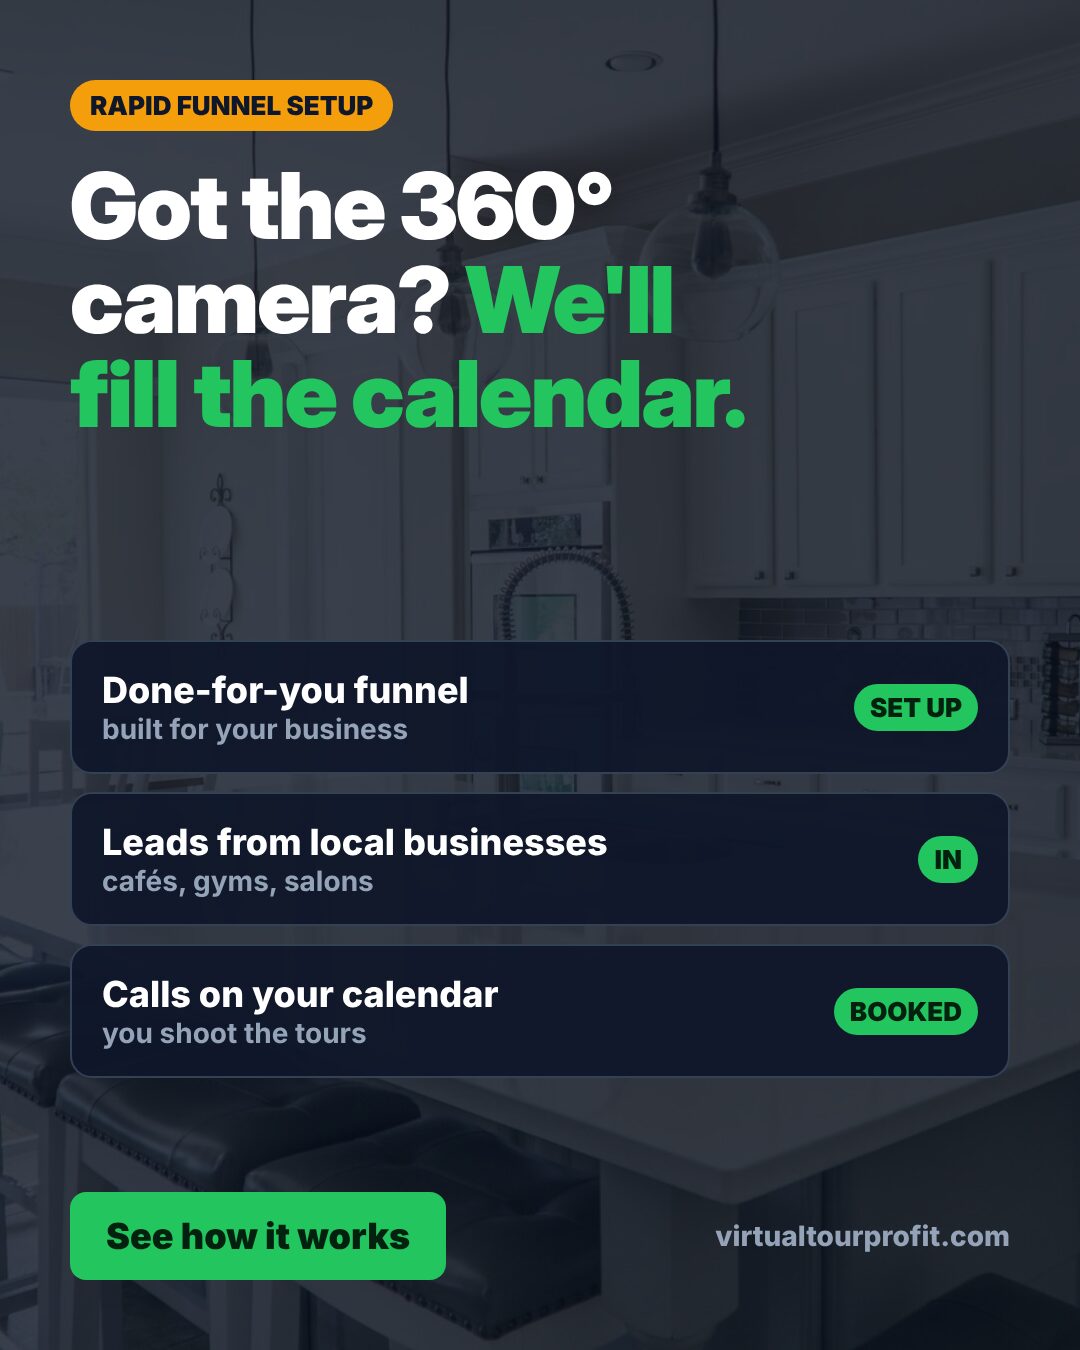 RAPID FUNNEL SETUP
Got the 360°
camera? We'll
fill the calendar.
Done-for-you funnel
built for your business
SET UP
Leads from local businesses
cafés, gyms, salons
IN
Calls on your calendar
you shoot the tours
BOOKED
See how it works
virtualtourprofit.com